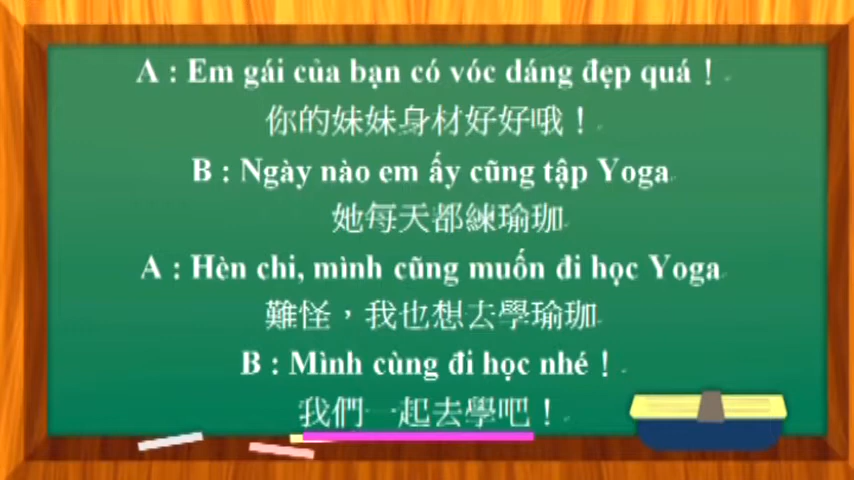 A : Em gái của bạn có vóc dáng đẹp quá！
你的妹妹身材好好哦！
B : Ngày nào em ấy cũng tập Yoga
她每天都練瑜珈
A : Hèn chi, mình cũng muốn đi học Yoga
難怪，我也想去學瑜珈
B : Mình cùng đi học nhé！
我們一起去學吧！